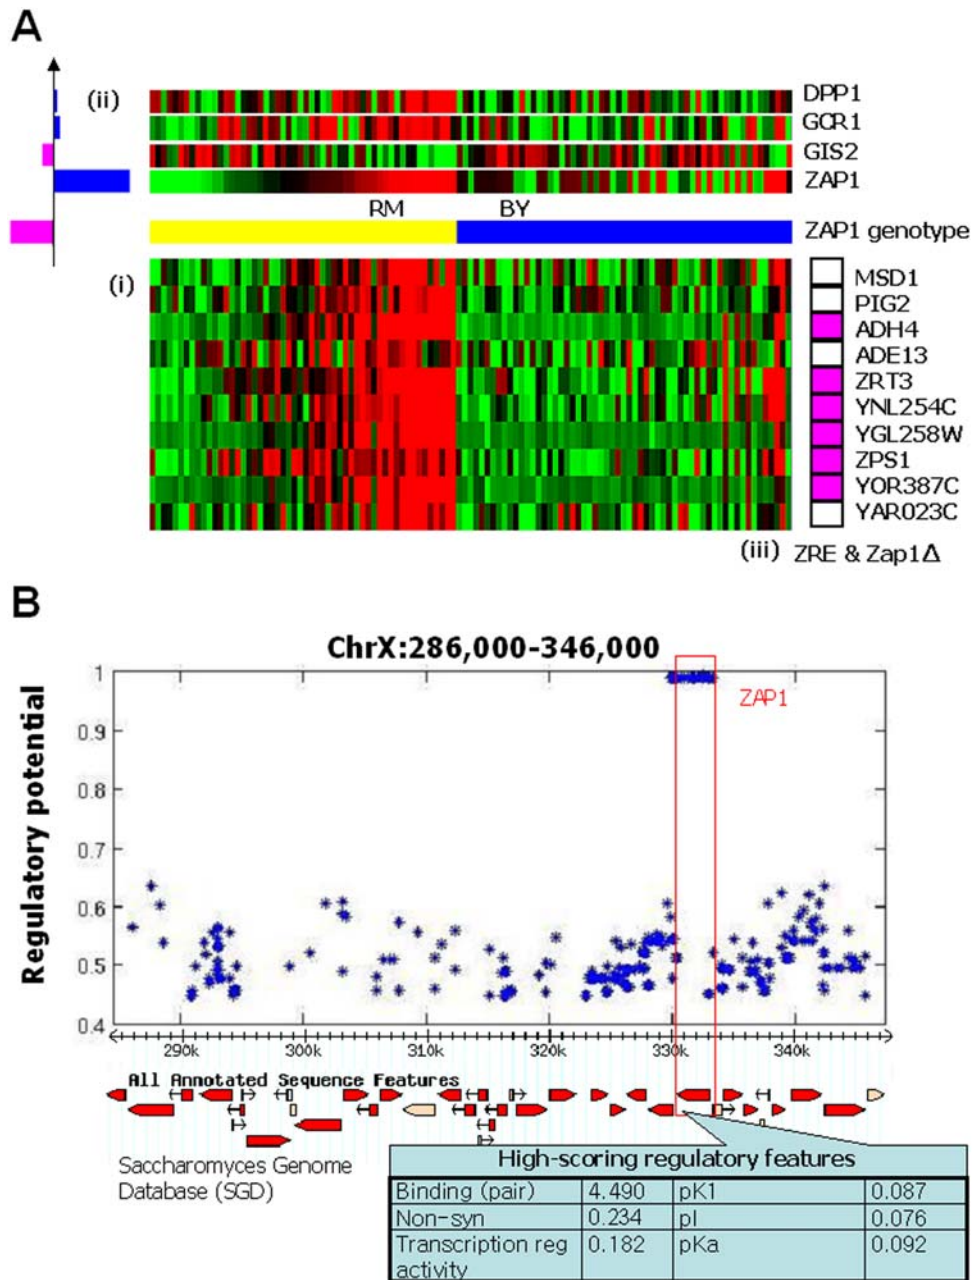 A
(ii)
DPP1
GCR1
GIS2
ZAP1
RM BY
ZAP1 genotype
(i)
MSD1
PIG2
ADH4
ADE13
ZRT3
YNL254C
YGL258W
ZPS1
YOR387C
YAR023C
(iii) ZRE & Zap1Δ
B
ChrX:286,000-346,000
Regulatory potential
1
0.9
0.8
0.7
0.6
0.5
0.4
ZAP1
290k 300k 310k 320k 330k 340k
All Annotated Sequence Features
Saccharomyces Genome
Database (SGD)
High-scoring regulatory features
Binding (pair) 4.490 pK1 0.087
Non-syn 0.234 pI 0.076
Transcription reg 0.182 pKa 0.092
activity